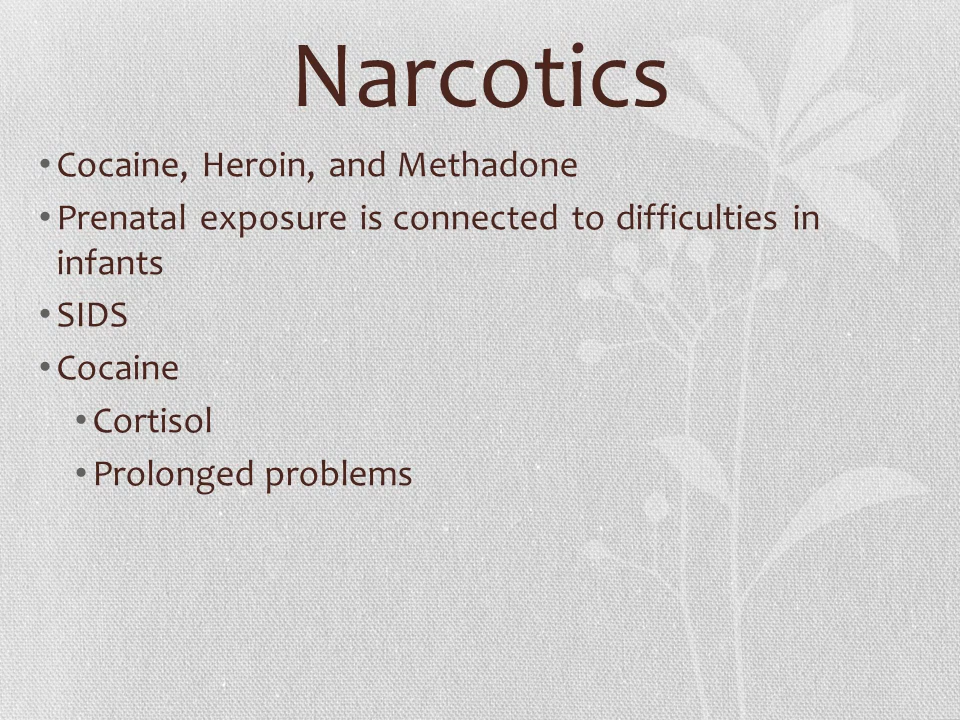 Narcotics
• Cocaine, Heroin, and Methadone
• Prenatal exposure is connected to difficulties in
infants
• SIDS
• Cocaine
• Cortisol
• Prolonged problems